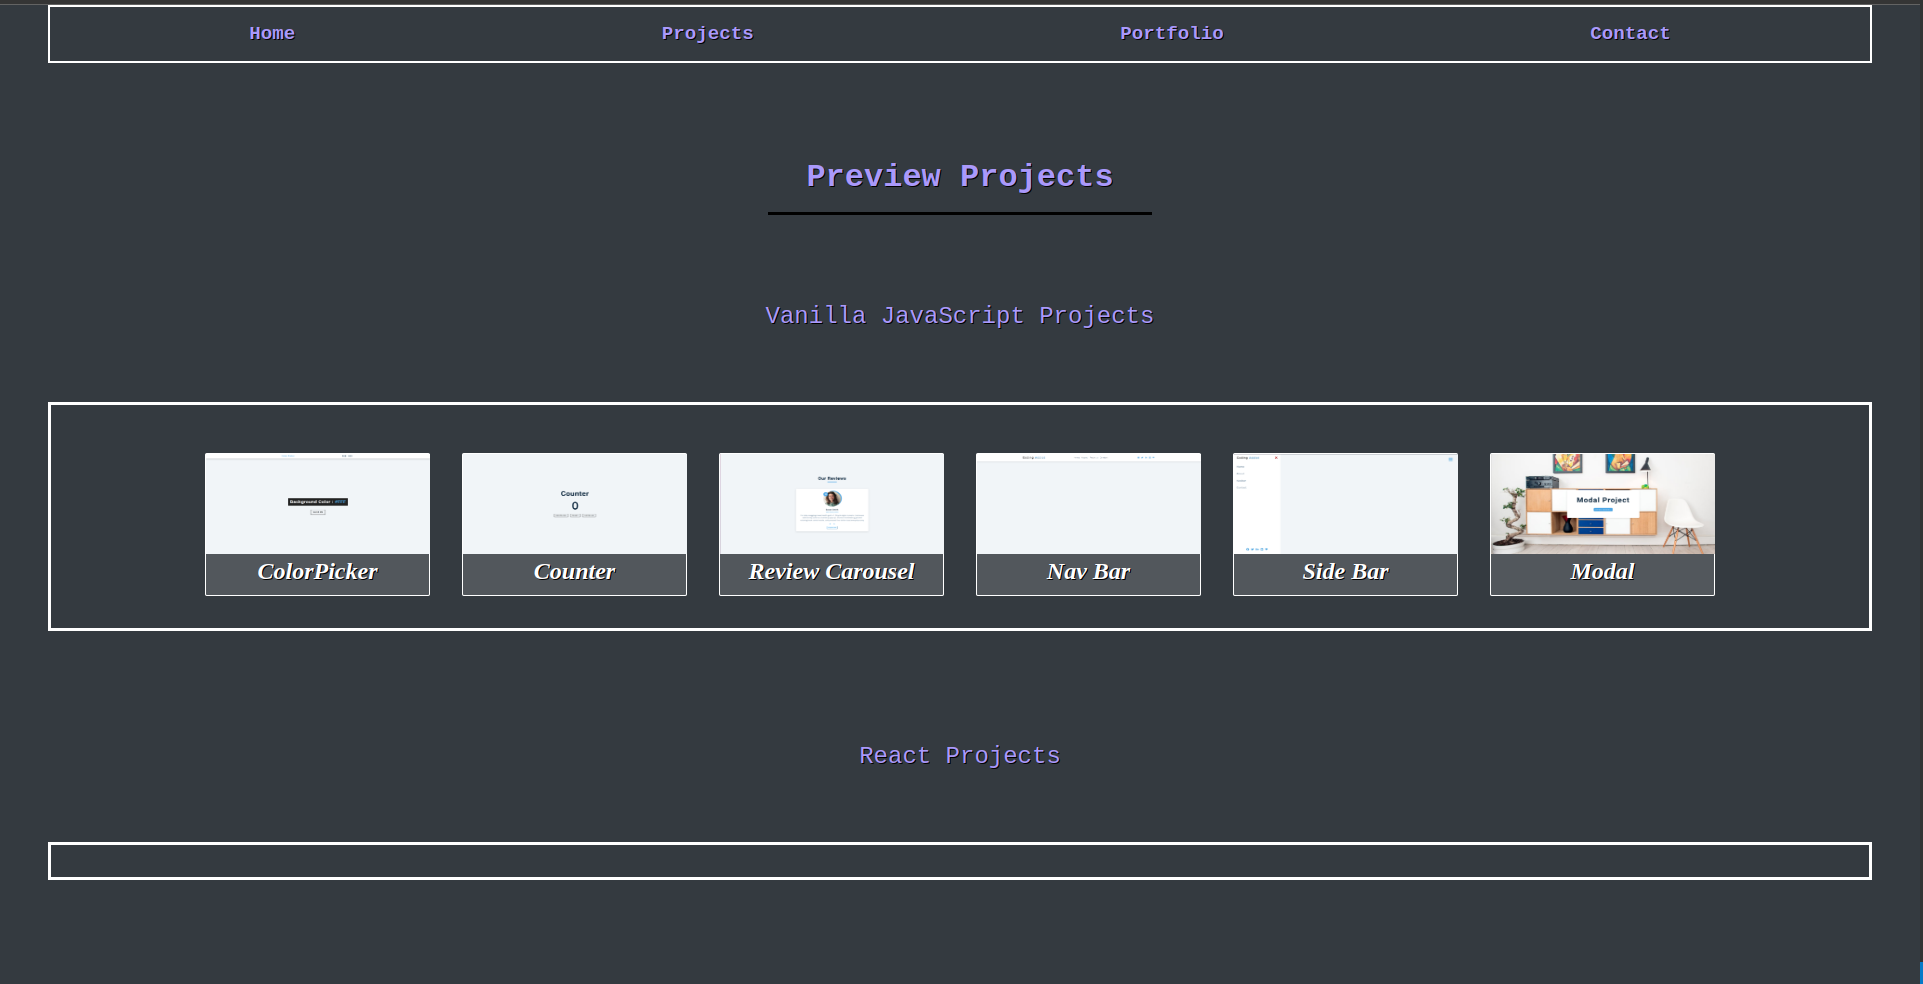 Home Projects Portfolio Contact
Preview Projects
Vanilla JavaScript Projects
Background Color :
Counter
0
Our Reviews
Modal Project
ColorPicker Counter Review Carousel Nav Bar Side Bar Modal
React Projects